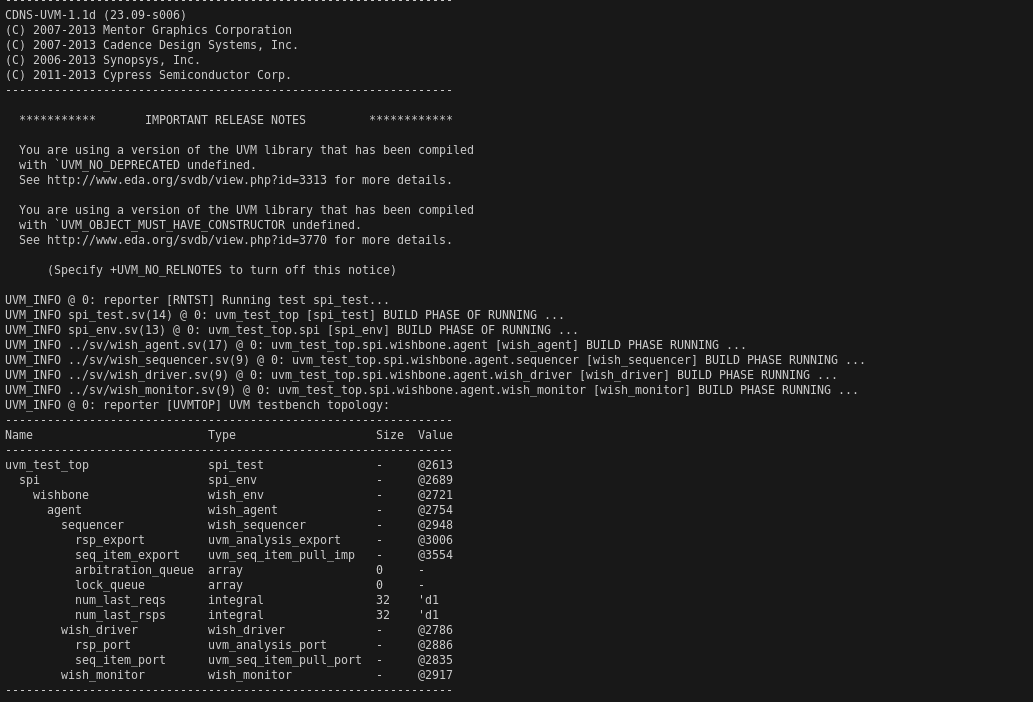 ----------------------------------------------------------------
CDNS-UVM-1.1d (23.09-s006)
(C) 2007-2013 Mentor Graphics Corporation
(C) 2007-2013 Cadence Design Systems, Inc.
(C) 2006-2013 Synopsys, Inc.
(C) 2011-2013 Cypress Semiconductor Corp.
----------------------------------------------------------------

  ***********       IMPORTANT RELEASE NOTES         ************

  You are using a version of the UVM library that has been compiled
  with `UVM_NO_DEPRECATED undefined.
  See http://www.eda.org/svdb/view.php?id=3313 for more details.

  You are using a version of the UVM library that has been compiled
  with `UVM_OBJECT_MUST_HAVE_CONSTRUCTOR undefined.
  See http://www.eda.org/svdb/view.php?id=3770 for more details.

      (Specify +UVM_NO_RELNOTES to turn off this notice)

UVM_INFO @ 0: reporter [RNTST] Running test spi_test...
UVM_INFO spi_test.sv(14) @ 0: uvm_test_top [spi_test] BUILD PHASE OF RUNNING ...
UVM_INFO spi_env.sv(13) @ 0: uvm_test_top.spi [spi_env] BUILD PHASE OF RUNNING ...
UVM_INFO ../sv/wish_agent.sv(17) @ 0: uvm_test_top.spi.wishbone.agent [wish_agent] BUILD PHASE RUNNING ...
UVM_INFO ../sv/wish_sequencer.sv(9) @ 0: uvm_test_top.spi.wishbone.agent.sequencer [wish_sequencer] BUILD PHASE RUNNING ...
UVM_INFO ../sv/wish_driver.sv(9) @ 0: uvm_test_top.spi.wishbone.agent.wish_driver [wish_driver] BUILD PHASE RUNNING ...
UVM_INFO ../sv/wish_monitor.sv(9) @ 0: uvm_test_top.spi.wishbone.agent.wish_monitor [wish_monitor] BUILD PHASE RUNNING ...
UVM_INFO @ 0: reporter [UVMTOP] UVM testbench topology:
----------------------------------------------------------------
Name                         Type                    Size  Value
----------------------------------------------------------------
uvm_test_top                 spi_test                -     @2613
  spi                        spi_env                 -     @2689
    wishbone                 wish_env                -     @2721
      agent                  wish_agent              -     @2754
        sequencer            wish_sequencer          -     @2948
          rsp_export         uvm_analysis_export     -     @3006
          seq_item_export    uvm_seq_item_pull_imp   -     @3554
          arbitration_queue  array                   0     -
          lock_queue         array                   0     -
          num_last_reqs      integral                32    'd1
          num_last_rsps      integral                32    'd1
        wish_driver          wish_driver             -     @2786
          rsp_port           uvm_analysis_port       -     @2886
          seq_item_port      uvm_seq_item_pull_port  -     @2835
        wish_monitor         wish_monitor            -     @2917
----------------------------------------------------------------